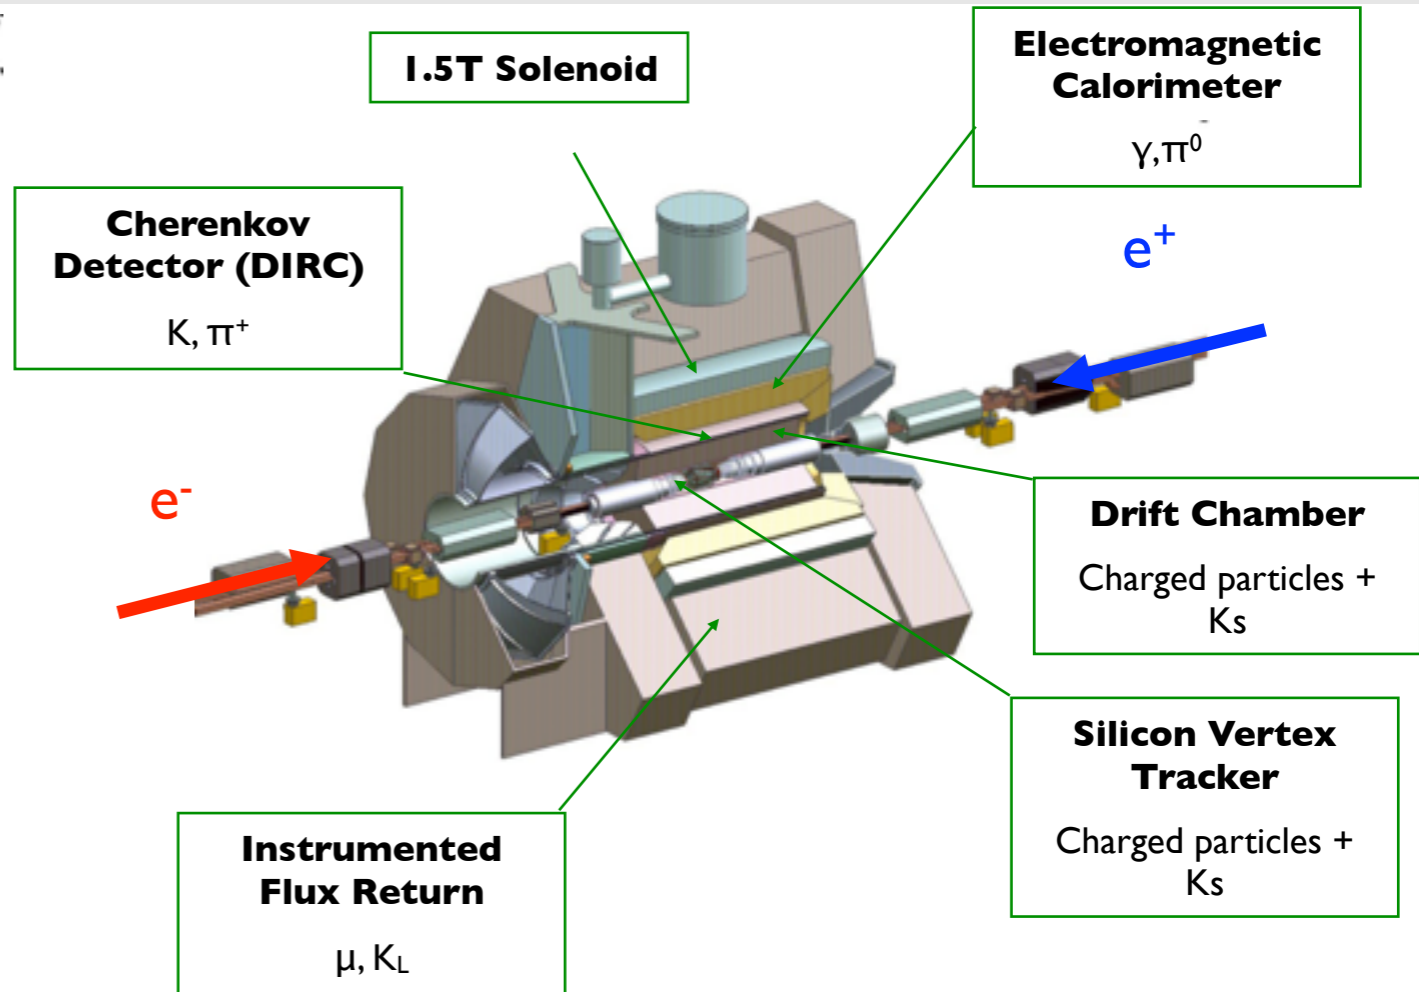 1.5T Solenoid
Electromagnetic
Calorimeter
γ,π⁰
Cherenkov
Detector (DIRC)
K, π⁺
e⁺
e⁻
Drift Chamber
Charged particles +
Ks
Silicon Vertex
Tracker
Charged particles +
Ks
Instrumented
Flux Return
μ, K_L